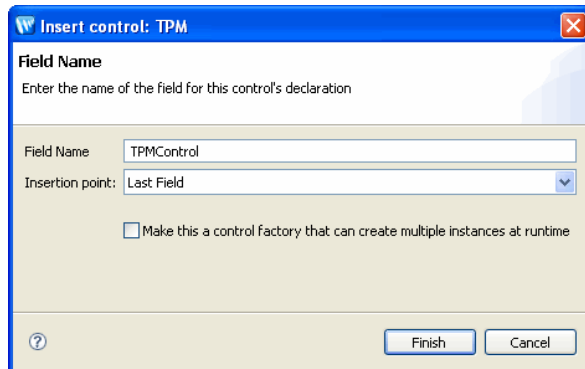 Insert control: TPM
Field Name
Enter the name of the field for this control's declaration
Field Name TPMControl
Insertion point: Last Field
Make this a control factory that can create multiple instances at runtime
? Finish Cancel